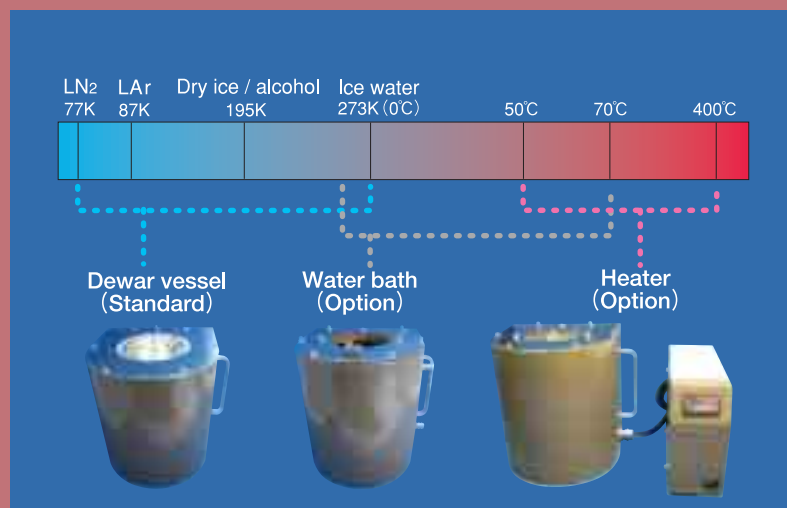 LN2 LAr Dry ice / alcohol Ice water
77K 87K 195K 273K (0℃) 50℃ 70℃ 400℃
Dewar vessel
(Standard)
Water bath
(Option)
Heater
(Option)